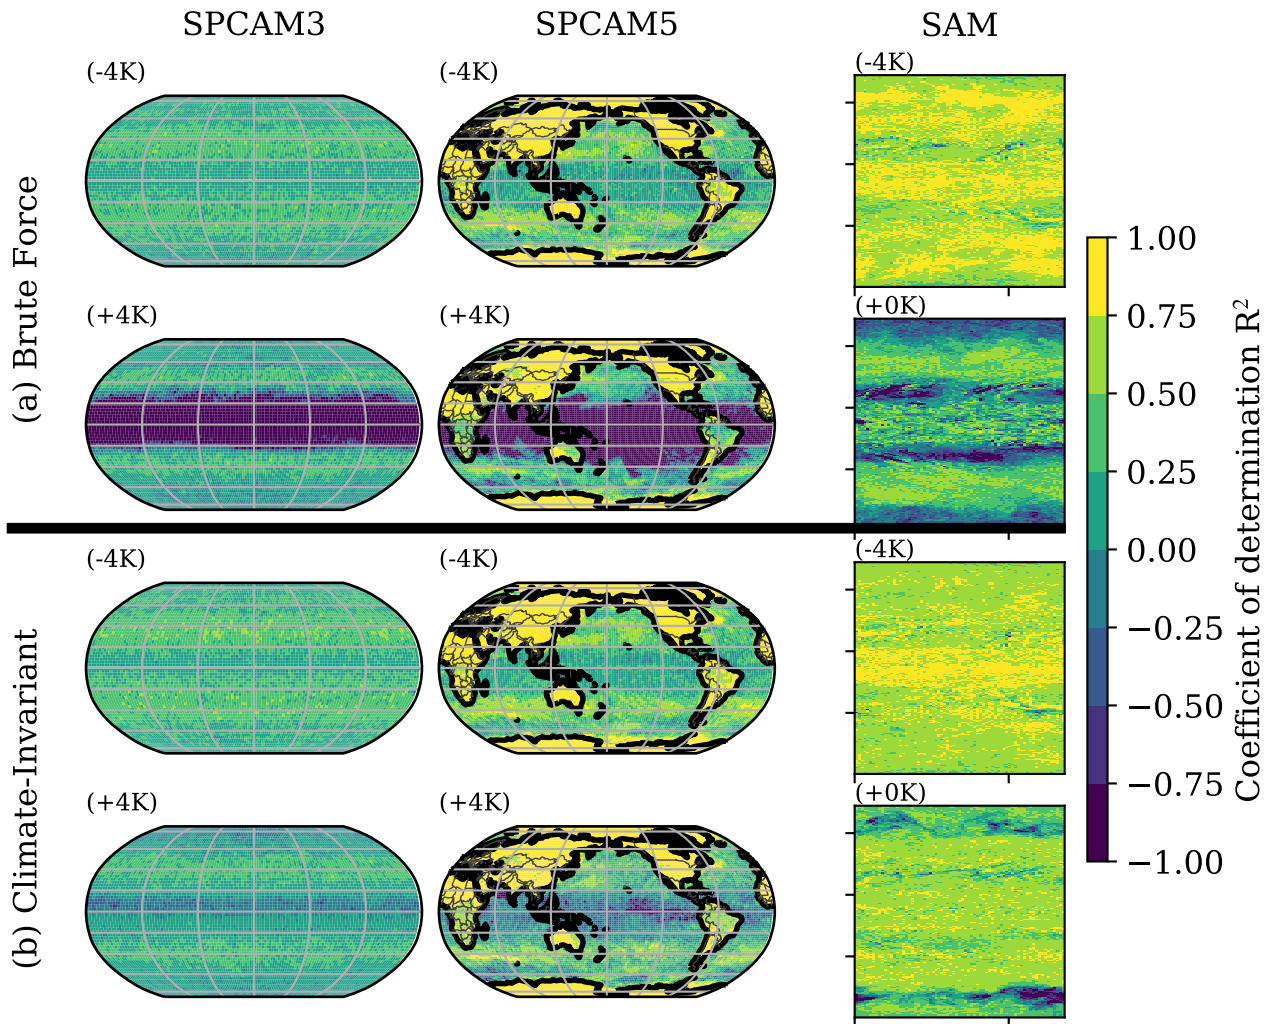 SPCAM3 SPCAM5 SAM
(-4K) (-4K) (-4K)
(a) Brute Force
(+4K) (+4K) (+0K)
(-4K) (-4K) (-4K)
(b) Climate-Invariant
(+4K) (+4K) (+0K)
1.00
0.75
0.50
0.25
0.00
−0.25
−0.50
−0.75
−1.00
Coefficient of determination R²